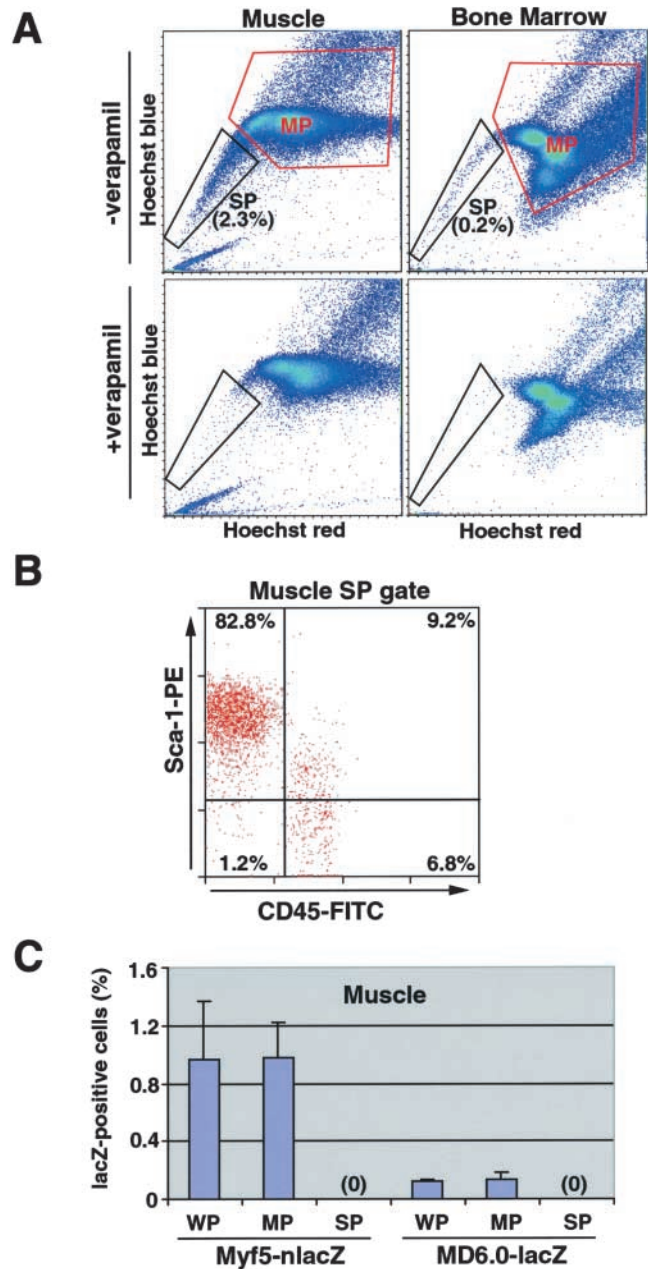 A
Muscle
Bone Marrow
-verapamil
Hoechst blue
MP
SP
(2.3%)
MP
SP
(0.2%)
+verapamil
Hoechst blue
Hoechst red
Hoechst red
B
Muscle SP gate
82.8%
9.2%
Sca-1-PE
1.2%
6.8%
CD45-FITC
C
Muscle
lacZ-positive cells (%)
1.6
1.2
0.8
0.4
0
(0)
(0)
WP MP SP WP MP SP
Myf5-nlacZ MD6.0-lacZ